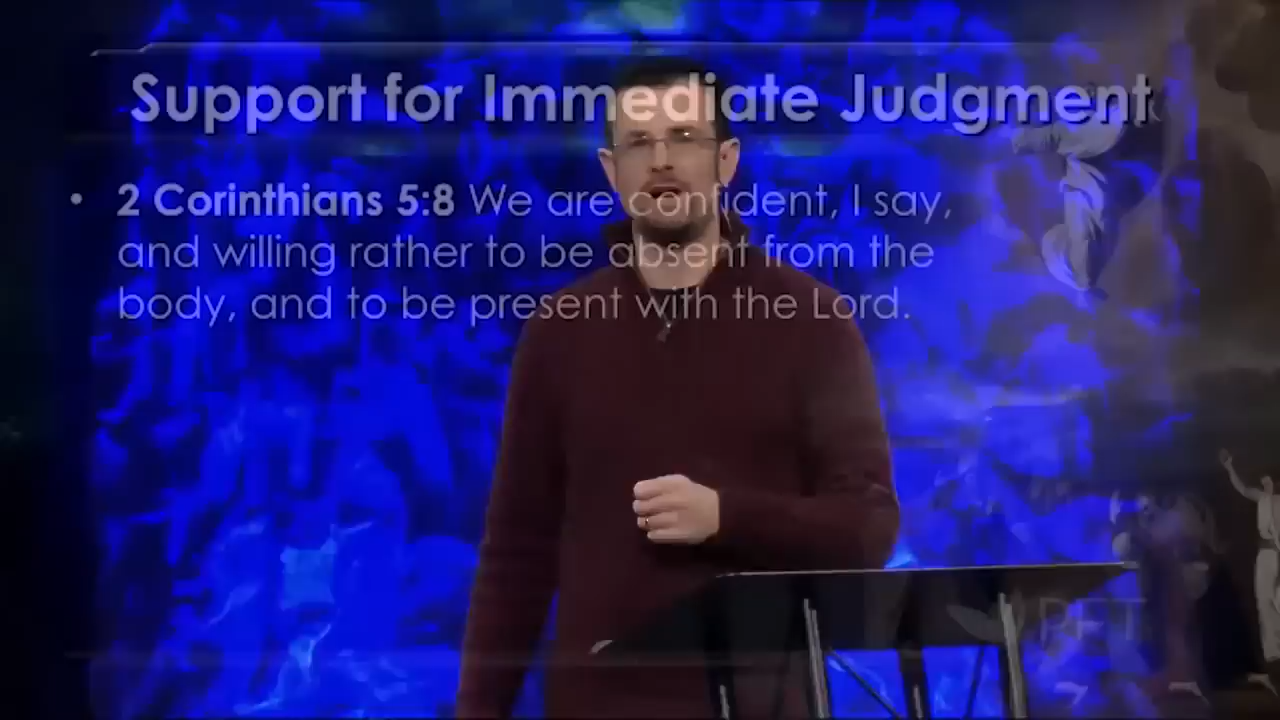 Support for Immediate Judgment
• 2 Corinthians 5:8 We are confident, I say,
and willing rather to be absent from the
body, and to be present with the Lord.
PFT